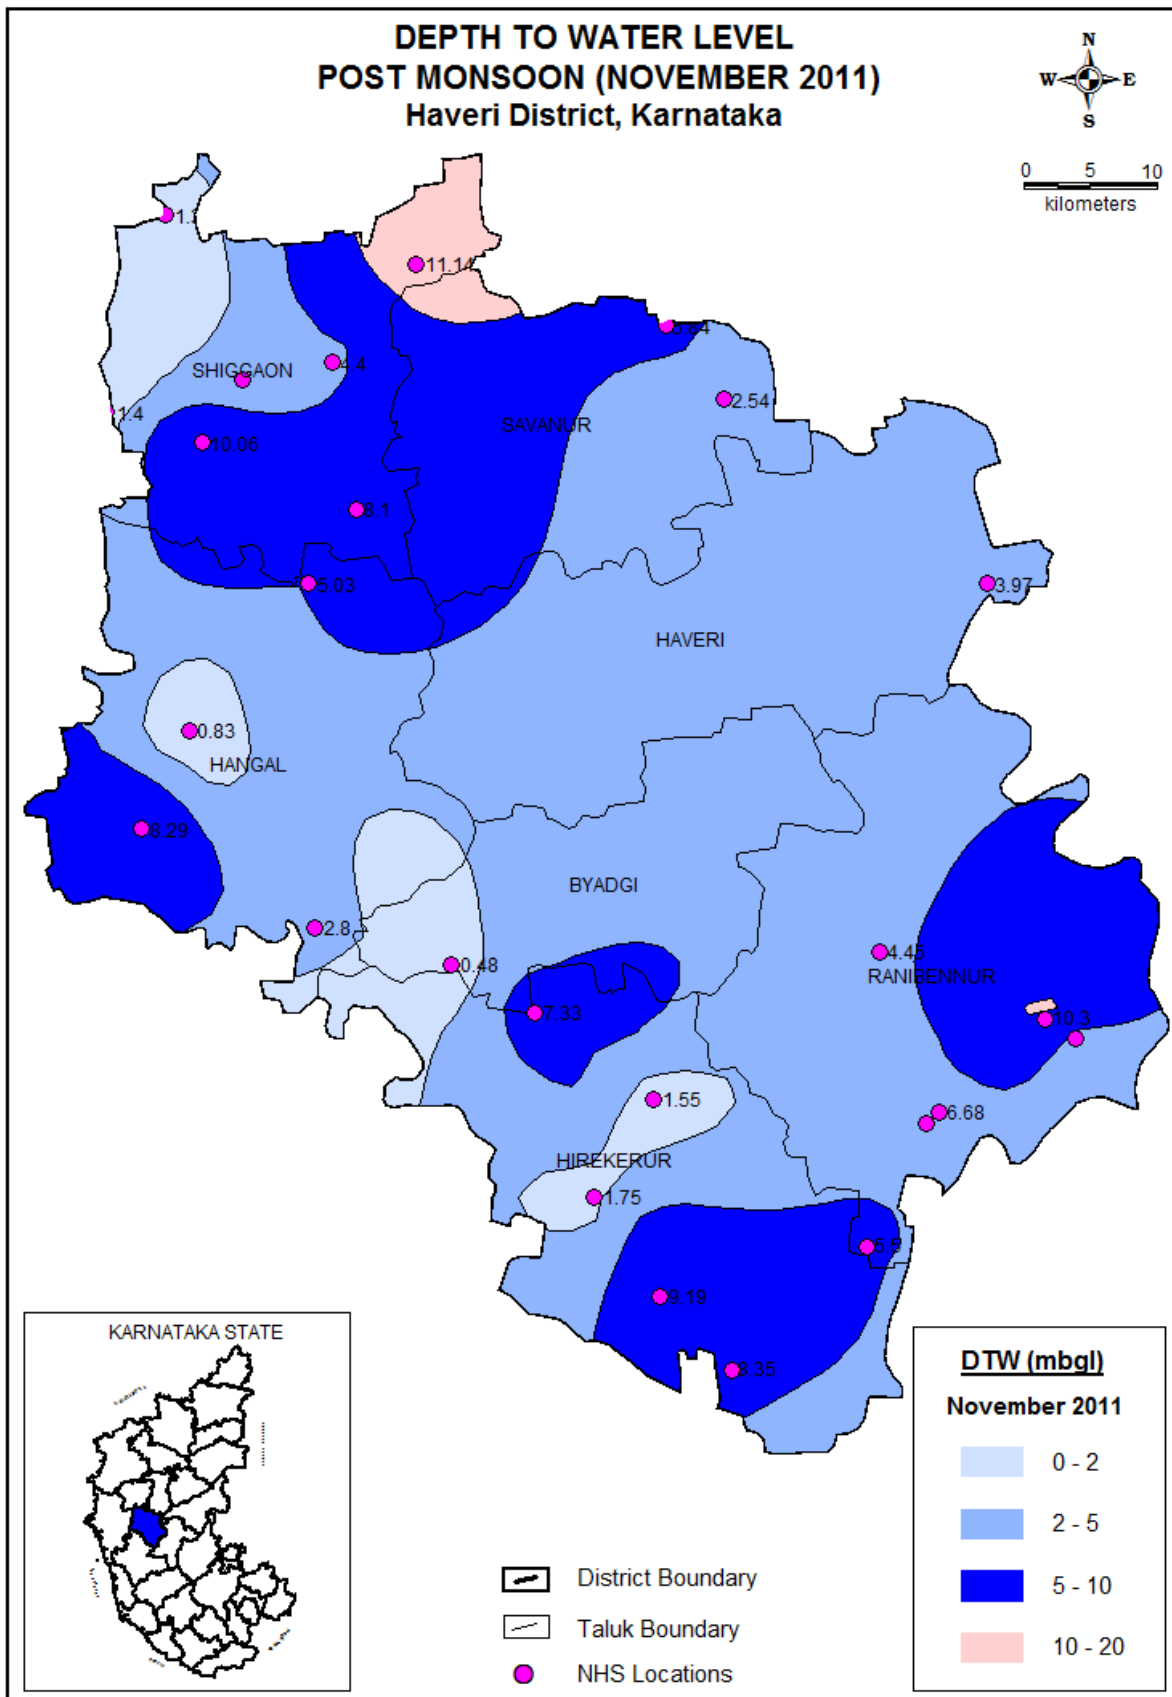 DEPTH TO WATER LEVEL
POST MONSOON (NOVEMBER 2011)
Haveri District, Karnataka
N
W E
S
0 5 10
kilometers
11.14
5.84
4.4
SHIGGAON
2.54
1.4
SAVANUR
10.06
8.1
5.03
3.97
HAVERI
0.83
HANGAL
8.29
BYADGI
2.8
4.45
0.48
RANIBENNUR
7.33
10.3
1.55
6.68
HIREKERUR
1.75
5.5
9.19
8.35
KARNATAKA STATE
DTW (mbgl)
November 2011
0 - 2
2 - 5
5 - 10
10 - 20
District Boundary
Taluk Boundary
NHS Locations